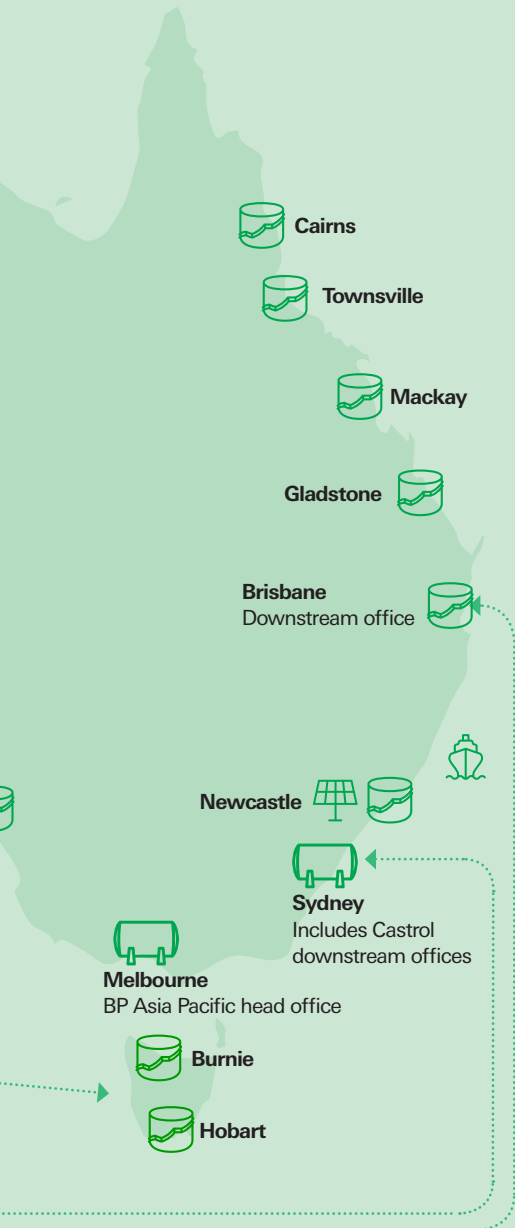 Cairns
Townsville
Mackay
Gladstone
Brisbane
Downstream office
Newcastle
Sydney
Includes Castrol
downstream offices
Melbourne
BP Asia Pacific head office
Burnie
Hobart